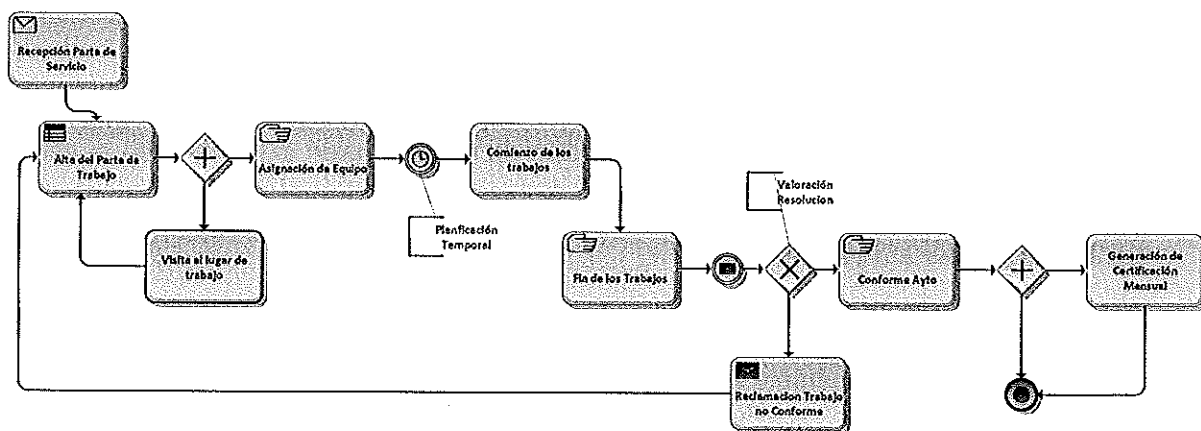 Recepción Parte de
Servicio
Alta del Parte de
Trabajo
Asignación de Equipo
Comienzo de los
trabajos
Planficación
Temporal
Visita al lugar de
trabajo
Valoración
Resolucion
Fin de los Trabajos
Conforme Ayto
Generación de
Certificación
Mensual
Reclamacion Trabajo
no Conforme